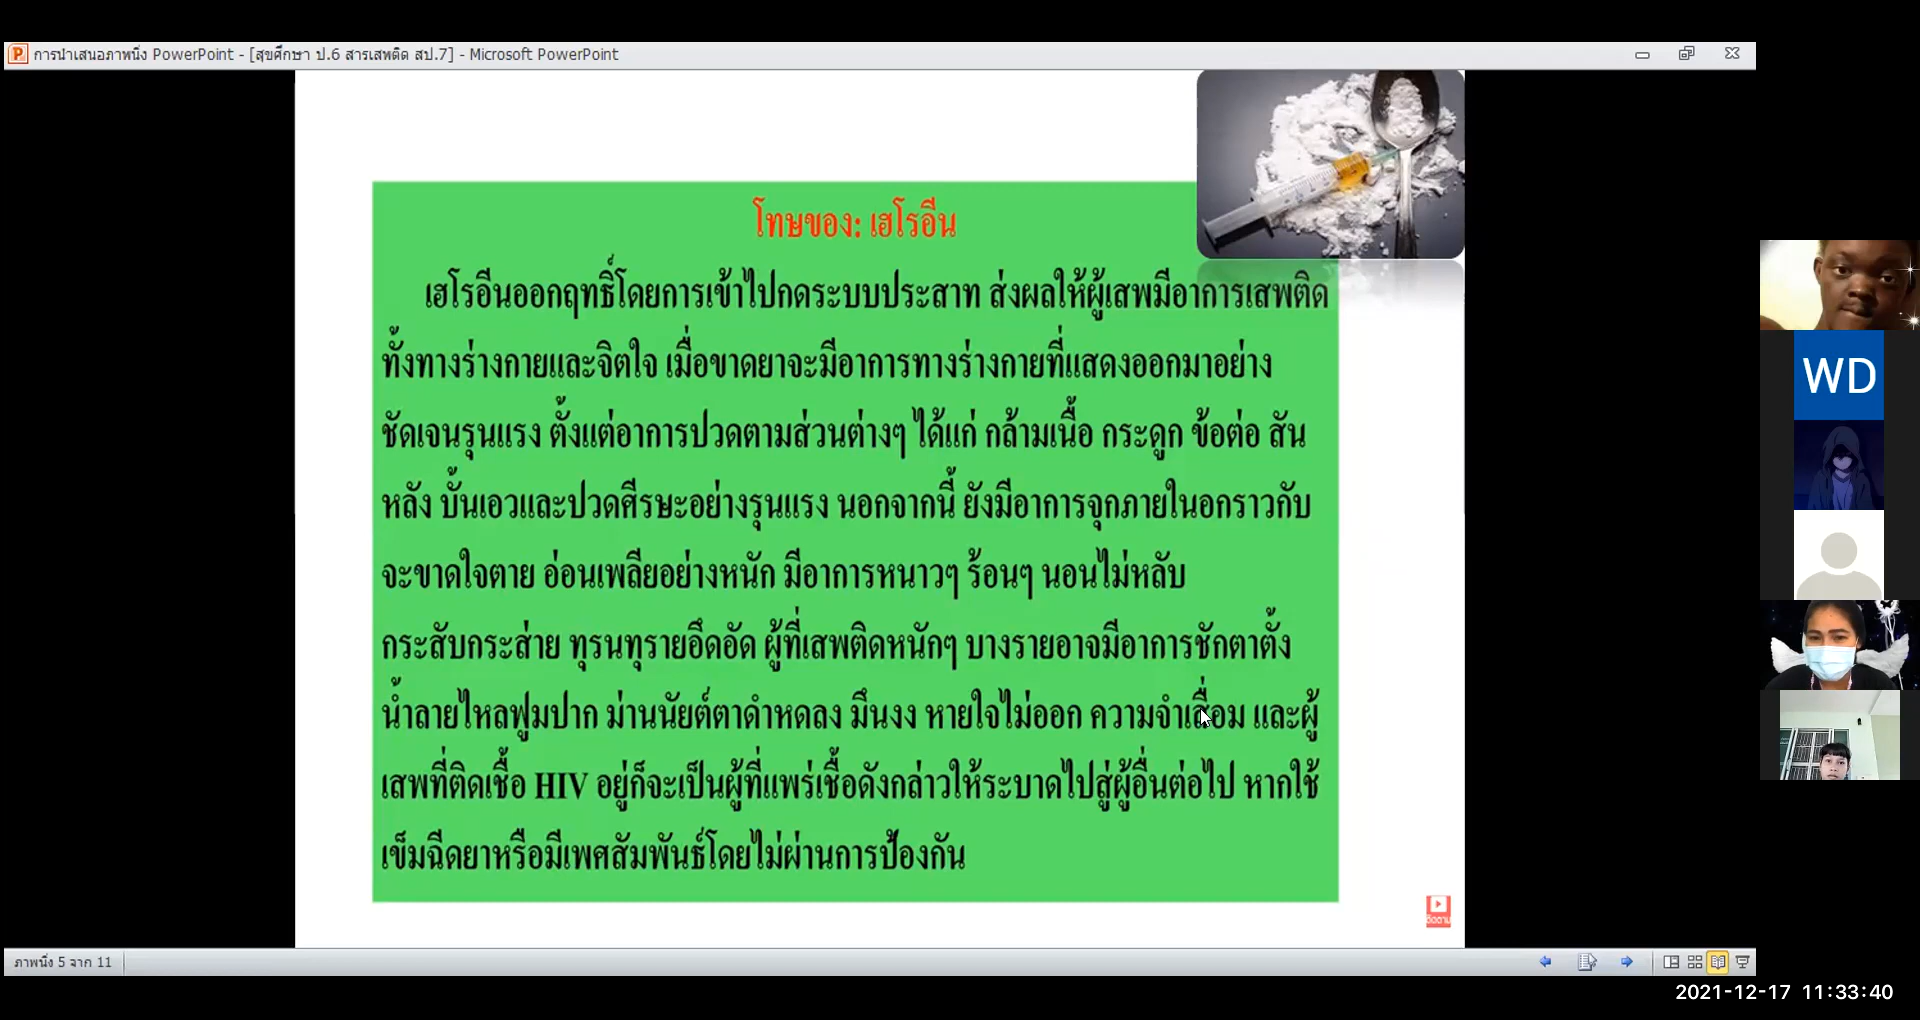 การนำเสนอภาพนิ่ง PowerPoint - [สุขศึกษา ป.6 สารเสพติด สป.7] - Microsoft PowerPoint
โทษของ: เฮโรอีน
เฮโรอีนออกฤทธิ์โดยการเข้าไปกดระบบประสาท ส่งผลให้ผู้เสพมีอาการเสพติด
ทั้งทางร่างกายและจิตใจ เมื่อขาดยาจะมีอาการทางร่างกายที่แสดงออกมาอย่าง
ชัดเจนรุนแรง ตั้งแต่อาการปวดตามส่วนต่างๆ ได้แก่ กล้ามเนื้อ กระดูก ข้อต่อ สัน
หลัง บั้นเอวและปวดศีรษะอย่างรุนแรง นอกจากนี้ ยังมีอาการจุกภายในอกราวกับ
จะขาดใจตาย อ่อนเพลียอย่างหนัก มีอาการหนาวๆ ร้อนๆ นอนไม่หลับ
กระสับกระส่าย ทุรนทุรายอึดอัด ผู้ที่เสพติดหนักๆ บางรายอาจมีอาการชักตาตั้ง
น้ำลายไหลฟูมปาก ม่านนัยต์ตาดำหดลง มึนงง หายใจไม่ออก ความจำเสื่อม และผู้
เสพที่ติดเชื้อ HIV อยู่ก็จะเป็นผู้ที่แพร่เชื้อดังกล่าวให้ระบาดไปสู่ผู้อื่นต่อไป หากใช้
เข็มฉีดยาหรือมีเพศสัมพันธ์โดยไม่ผ่านการป้องกัน
ติดตาม
WD
ภาพนิ่ง 5 จาก 11
2021-12-17 11:33:40